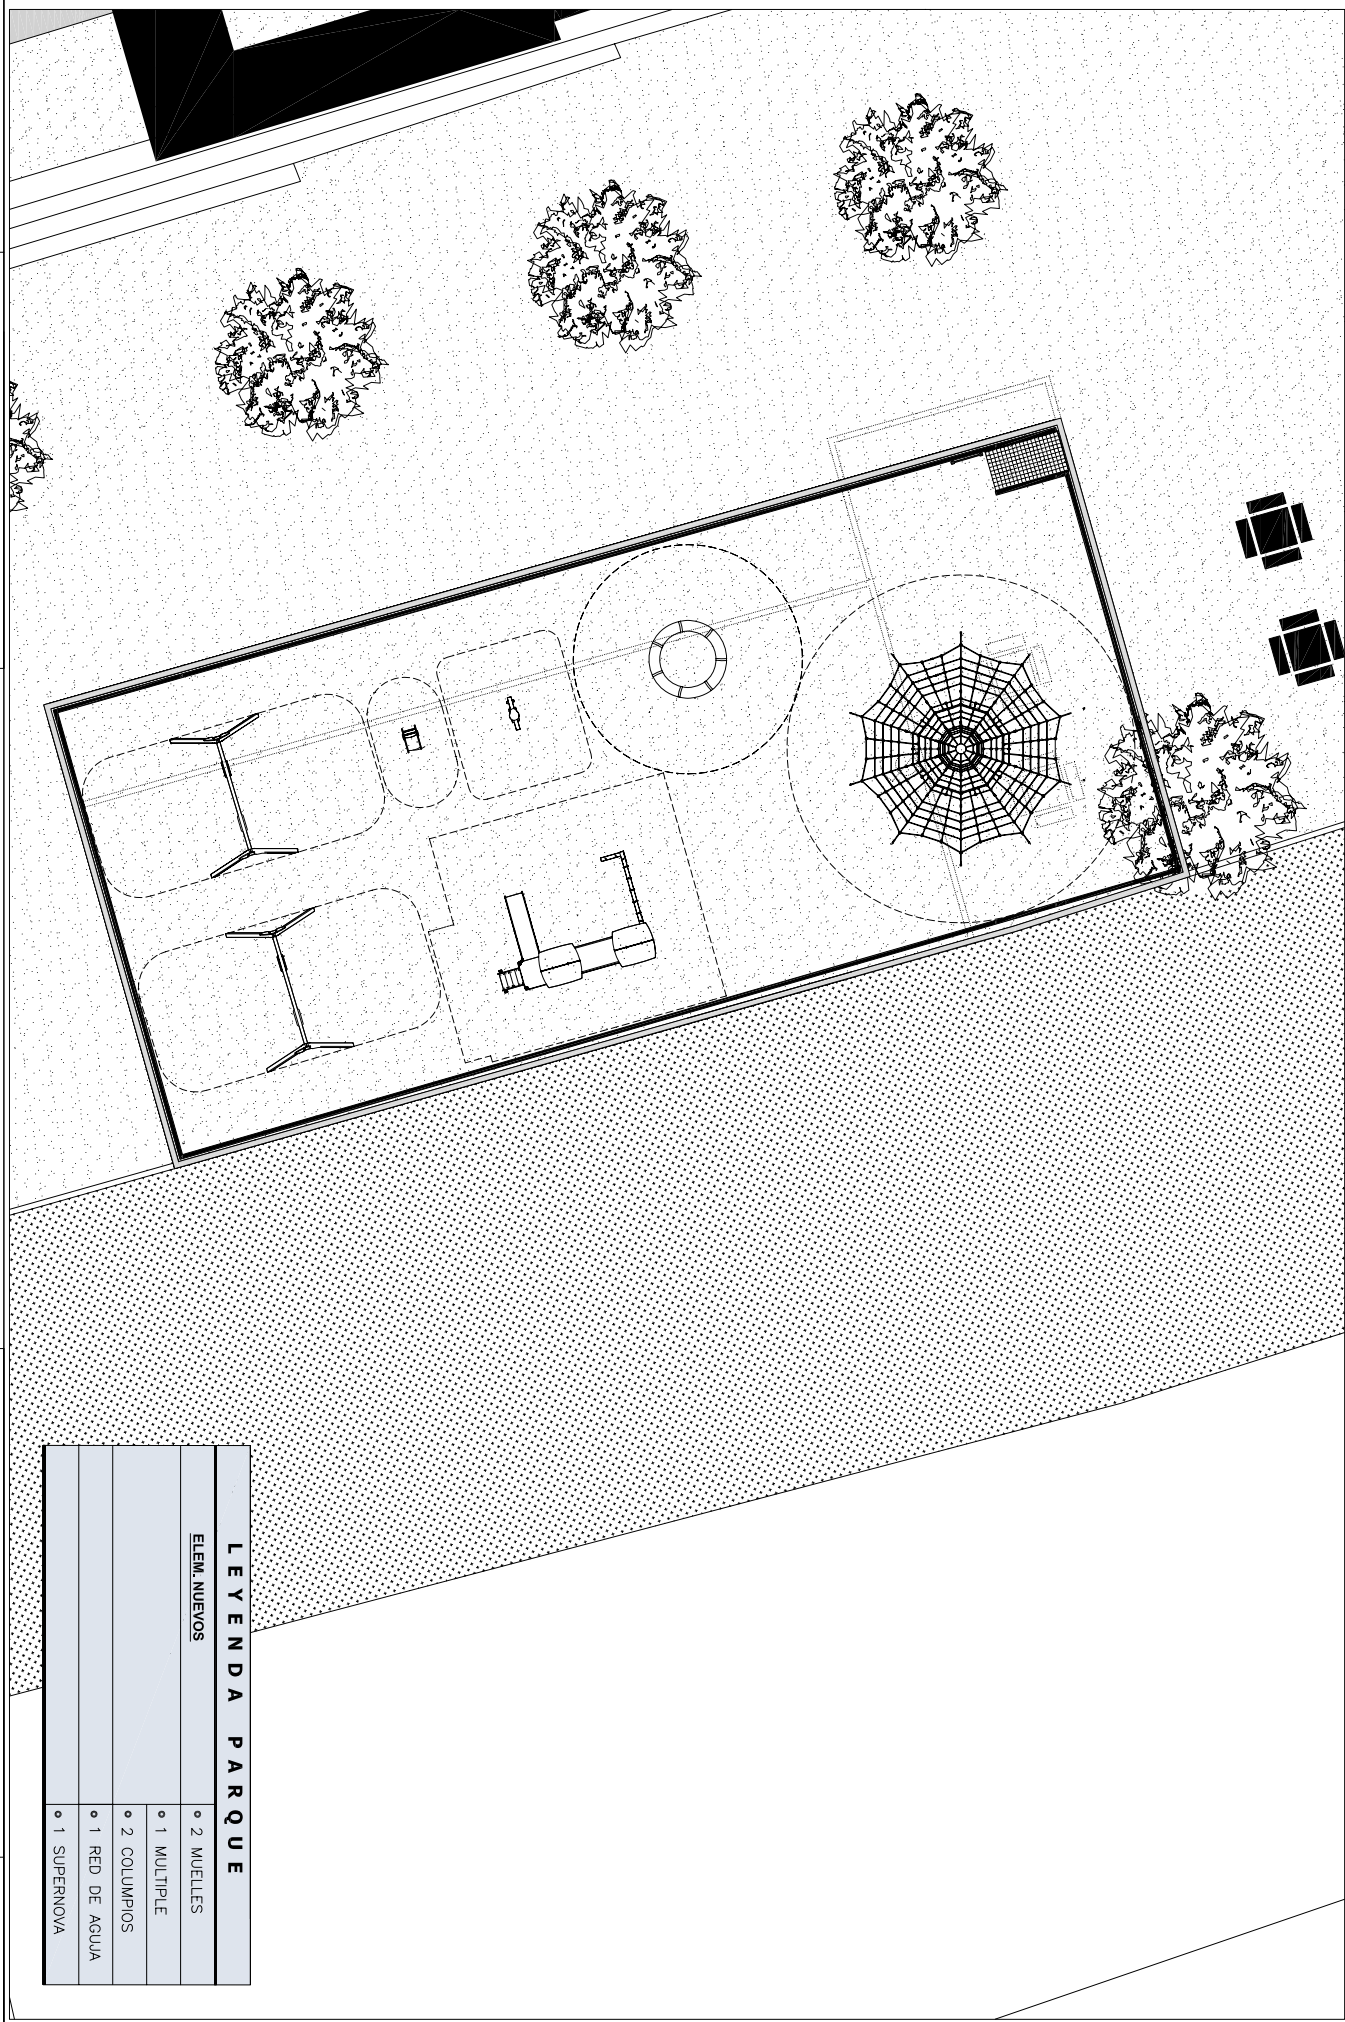 LEYENDA PARQUE
ELEM. NUEVOS
° 2 MUELLES
° 1 MULTIPLE
° 2 COLUMPIOS
° 1 RED DE AGUJA
° 1 SUPERNOVA